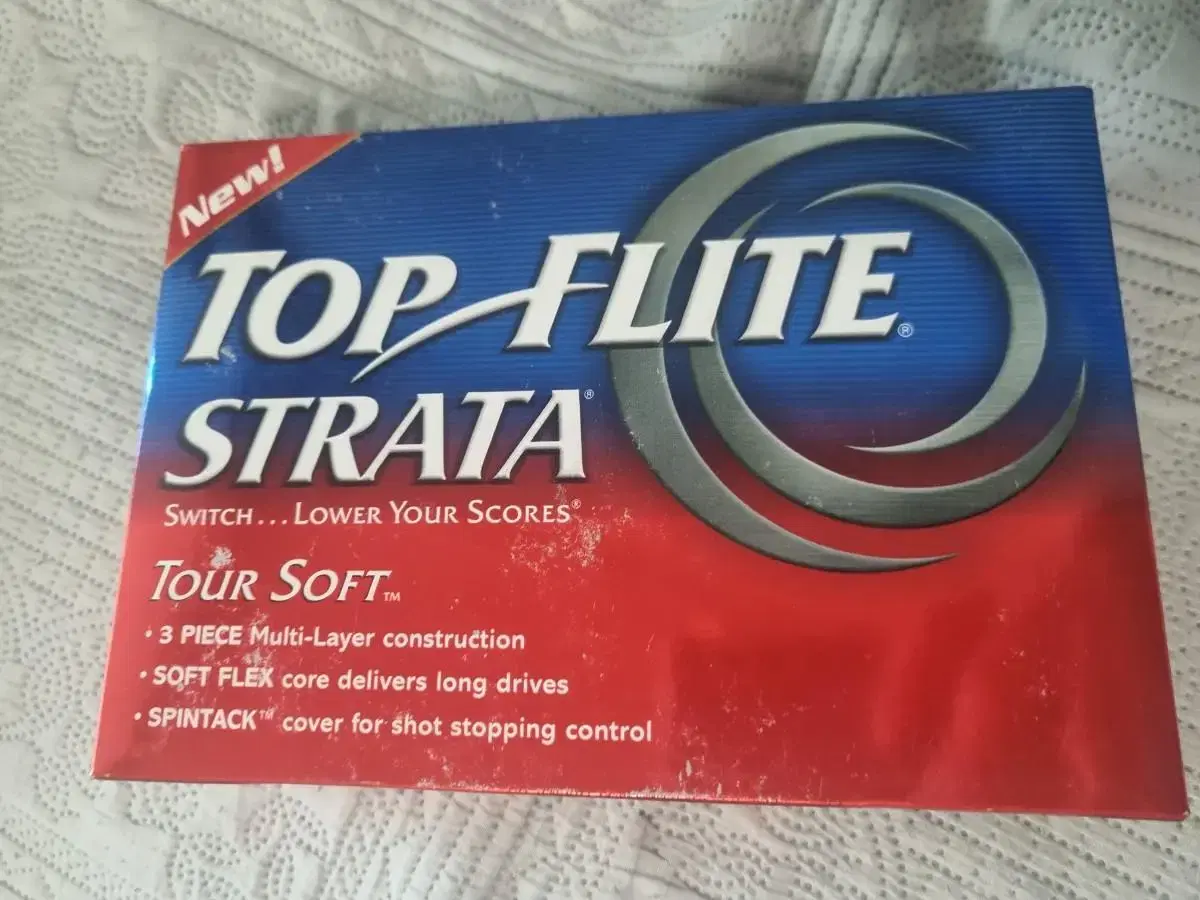 New!
TOP FLITE®
STRATA®
SWITCH...LOWER YOUR SCORES®
TOUR SOFT™
• 3 PIECE Multi-Layer construction
• SOFT FLEX core delivers long drives
• SPINTACK™ cover for shot stopping control